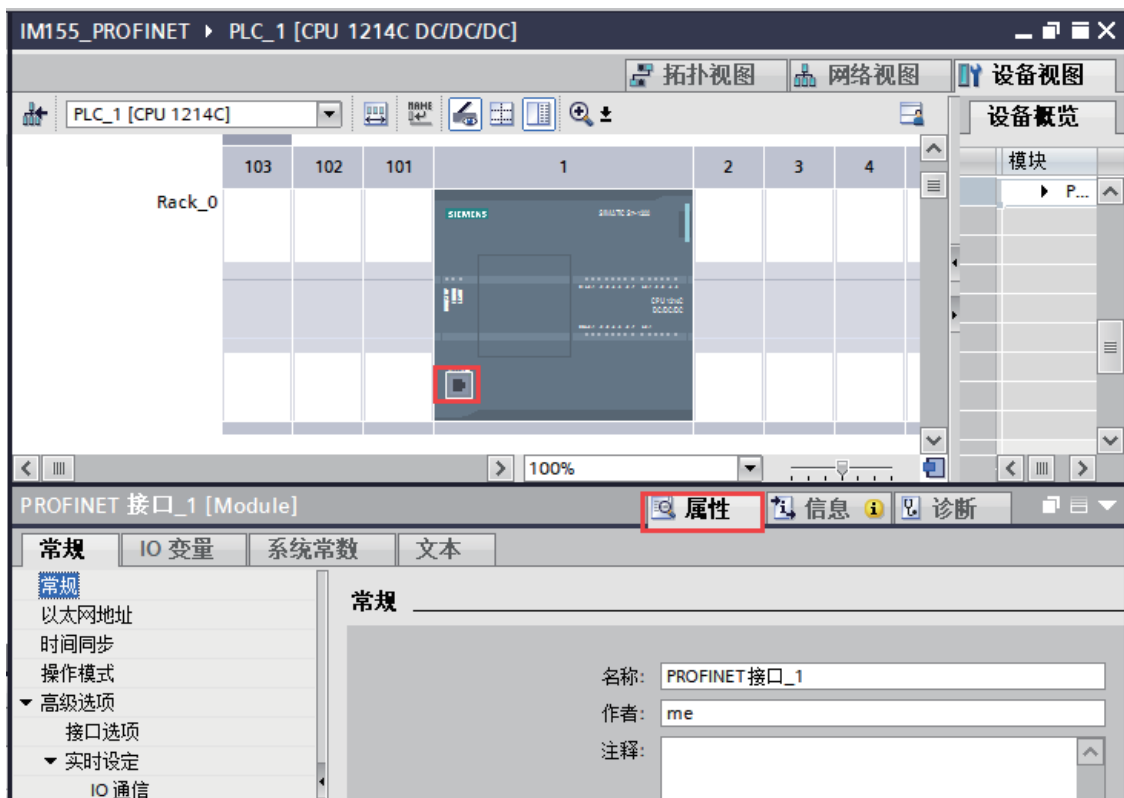 IM155_PROFINET ▸ PLC_1 [CPU 1214C DC/DC/DC]
拓扑视图 网络视图 设备视图
PLC_1 [CPU 1214C] 设备概览
103 102 101 1 2 3 4 模块
Rack_0 P...
SIEMENS
CPU 1214C
DC/DC/DC
100%
PROFINET 接口_1 [Module] 属性 信息 诊断
常规 IO 变量 系统常数 文本
常规
以太网地址
时间同步
操作模式
高级选项
接口选项
实时设定
IO 通信
常规
名称: PROFINET接口_1
作者: me
注释: